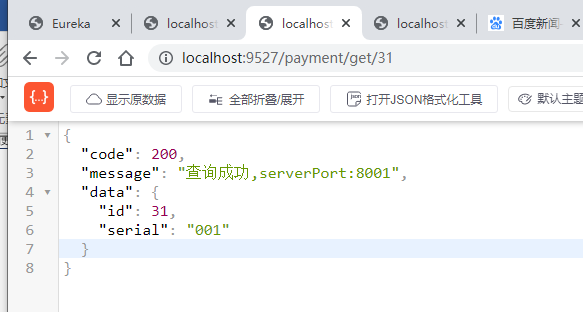 Eureka
localhost
localhost
localhost
百度新闻
localhost:9527/payment/get/31
{..}
显示原数据
全部折叠/展开
打开JSON格式化工具
默认主题
1 {
2 "code": 200,
3 "message": "查询成功,serverPort:8001",
4 "data": {
5 "id": 31,
6 "serial": "001"
7 }
8 }